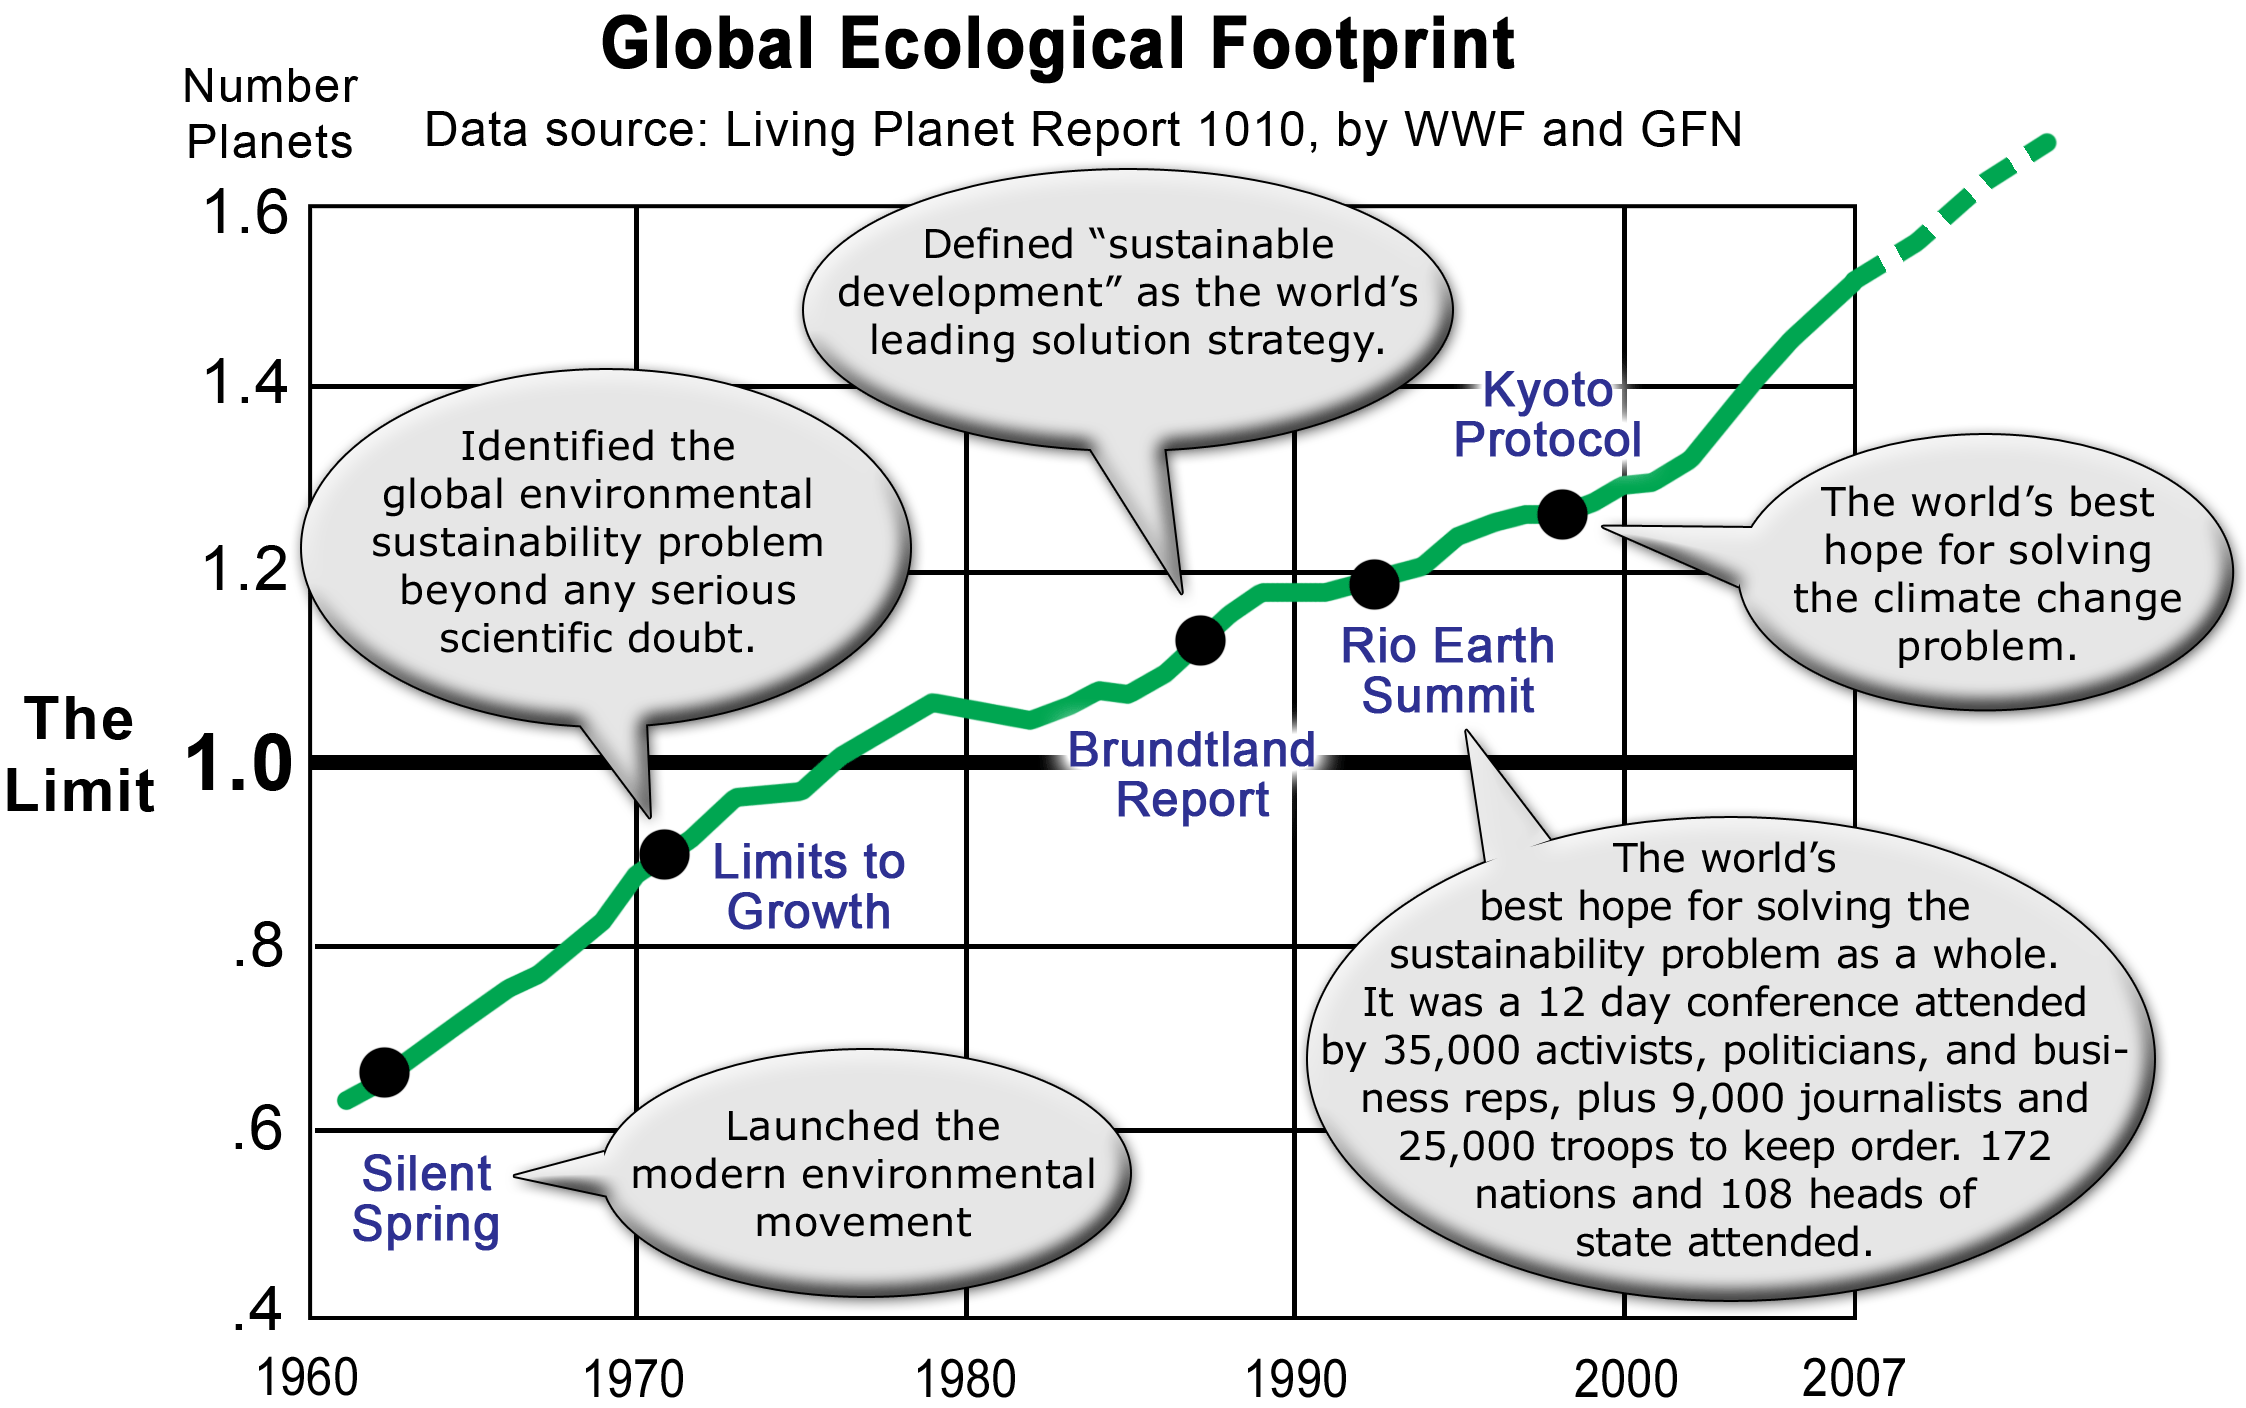 Global Ecological Footprint
Number
Planets
Data source: Living Planet Report 1010, by WWF and GFN
1.6
1.4
1.2
The
Limit
1.0
.8
.6
.4
1960
1970
1980
1990
2000
2007
Defined “sustainable
development” as the world’s
leading solution strategy.
Identified the
global environmental
sustainability problem
beyond any serious
scientific doubt.
Kyoto
Protocol
The world’s best
hope for solving
the climate change
problem.
Rio Earth
Summit
Brundtland
Report
Limits to
Growth
The world’s
best hope for solving the
sustainability problem as a whole.
It was a 12 day conference attended
by 35,000 activists, politicians, and busi-
ness reps, plus 9,000 journalists and
25,000 troops to keep order. 172
nations and 108 heads of
state attended.
Launched the
modern environmental
movement
Silent
Spring